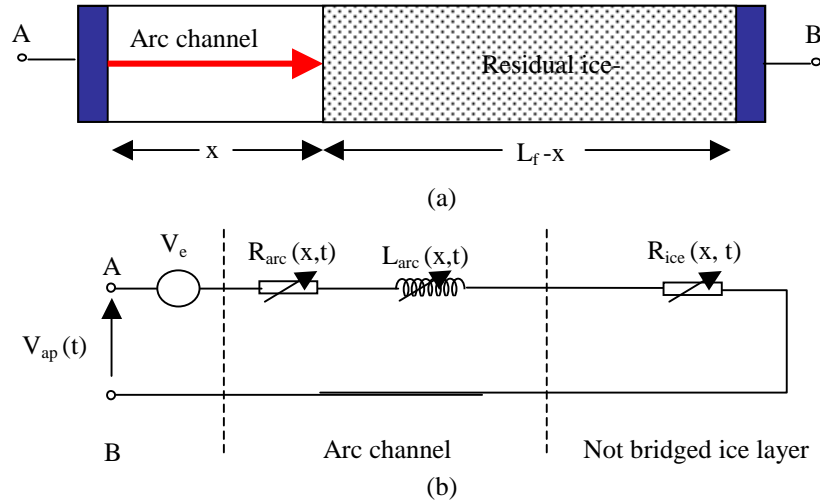 A
Arc channel
Residual ice-
B
x
L_f -x
(a)
V_e
A
R_arc (x,t)
L_arc (x,t)
R_ice (x, t)
V_ap (t)
B
Arc channel
Not bridged ice layer
(b)